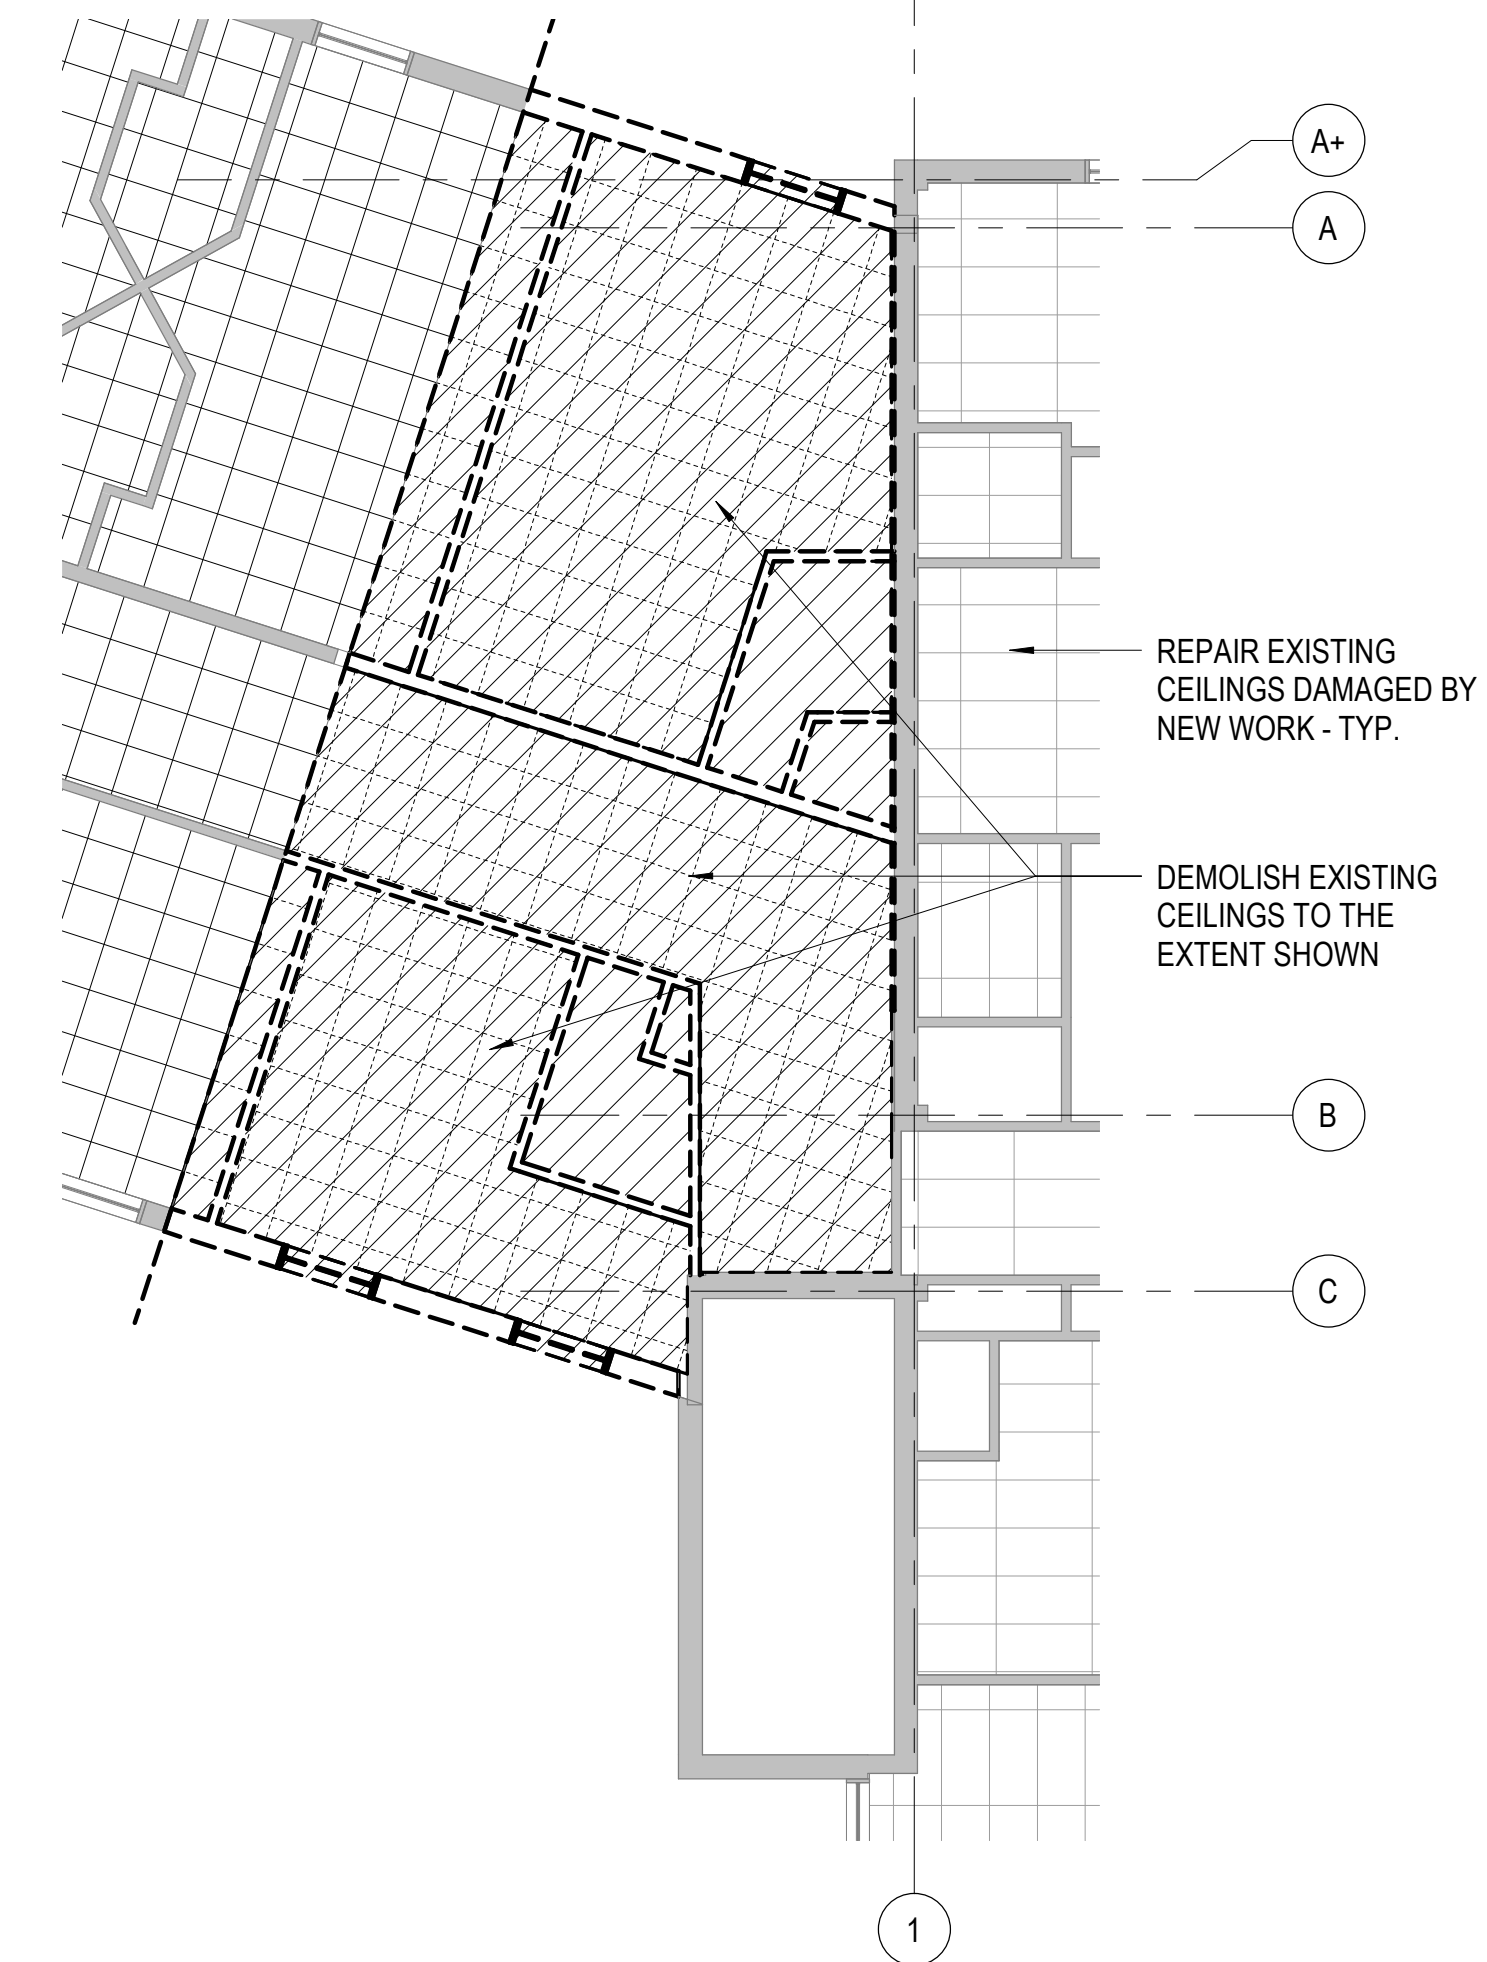 A+
A
REPAIR EXISTING
CEILINGS DAMAGED BY
NEW WORK - TYP.
DEMOLISH EXISTING
CEILINGS TO THE
EXTENT SHOWN
B
C
1